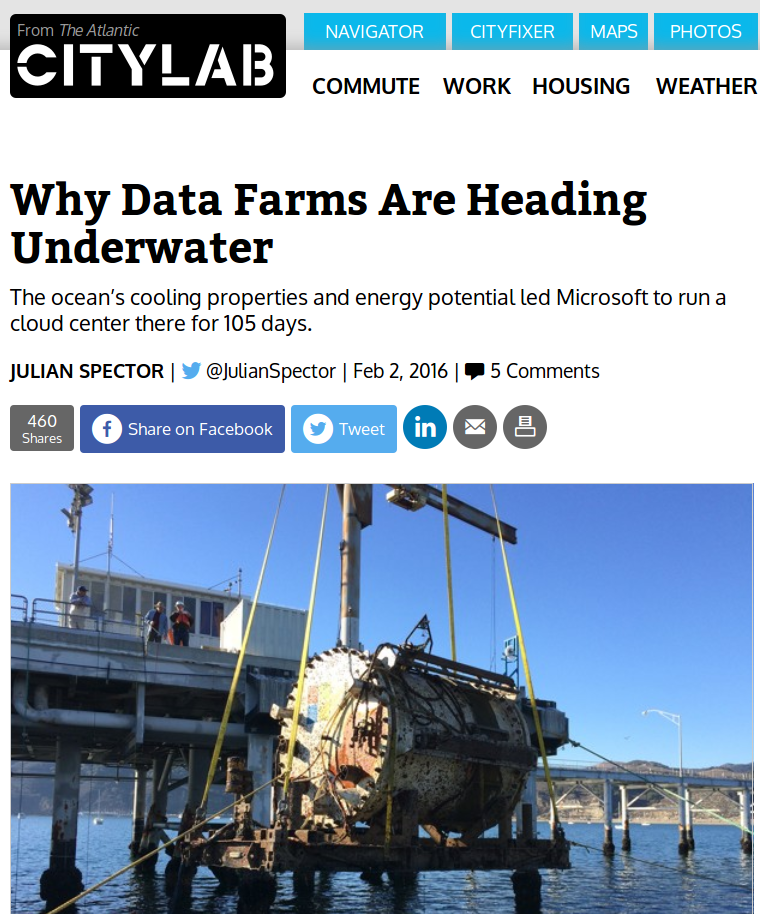 From The Atlantic
CITYLAB
NAVIGATOR CITYFIXER MAPS PHOTOS
COMMUTE WORK HOUSING WEATHER
Why Data Farms Are Heading
Underwater
The ocean’s cooling properties and energy potential led Microsoft to run a
cloud center there for 105 days.
JULIAN SPECTOR | @JulianSpector | Feb 2, 2016 | 5 Comments
460
Shares
Share on Facebook
Tweet
in